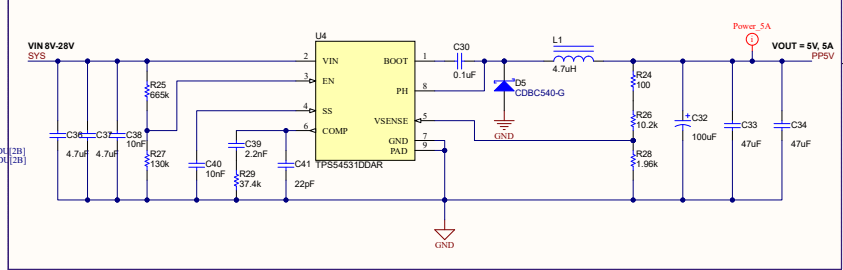 Power_5A
U4
VIN 8V-28V
SYS
2 VIN
BOOT 1
C30
0.1uF
L1
4.7uH
VOUT = 5V, 5A
PP5V
R25
665k
3 EN
PH 8
D5
CDBC540-G
GND
R24
100
4 SS
VSENSE 5
R26
10.2k
C32
100uF
C36
4.7uF
C37
4.7uF
C38
10nF
6 COMP
C39
2.2nF
GND 7
PAD 9
C33
47uF
C34
47uF
R27
130k
C40
10nF
R29
37.4k
C41
22pF
TPS54531DDAR
R28
1.96k
GND